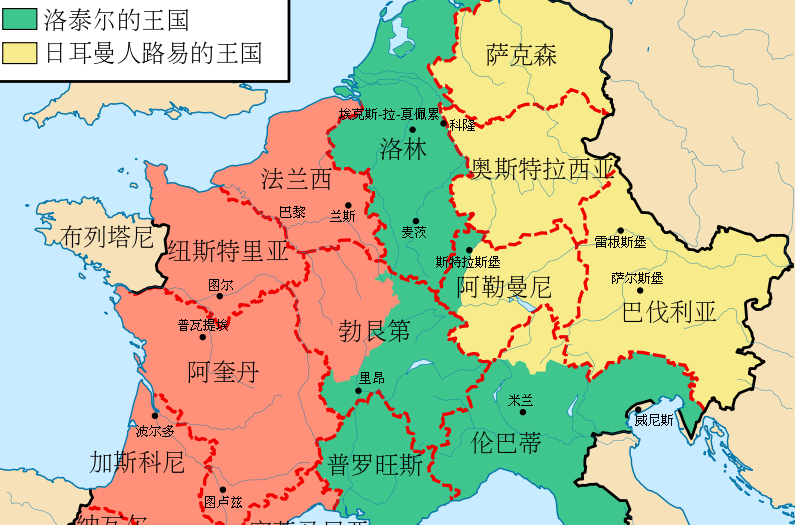 洛泰尔的王国
日耳曼人路易的王国
萨克森
埃克斯-拉-夏佩索
科隆
洛林
奥斯特拉西亚
法兰西
巴黎
兰斯
麦茨
布列塔尼
纽斯特里亚
斯特拉斯堡
雷根斯堡
图尔
阿勒曼尼
萨尔斯堡
巴伐利亚
普瓦提埃
勃艮第
阿奎丹
里昂
米兰
威尼斯
波尔多
伦巴蒂
加斯科尼
普罗旺斯
图卢兹
纳瓦尔